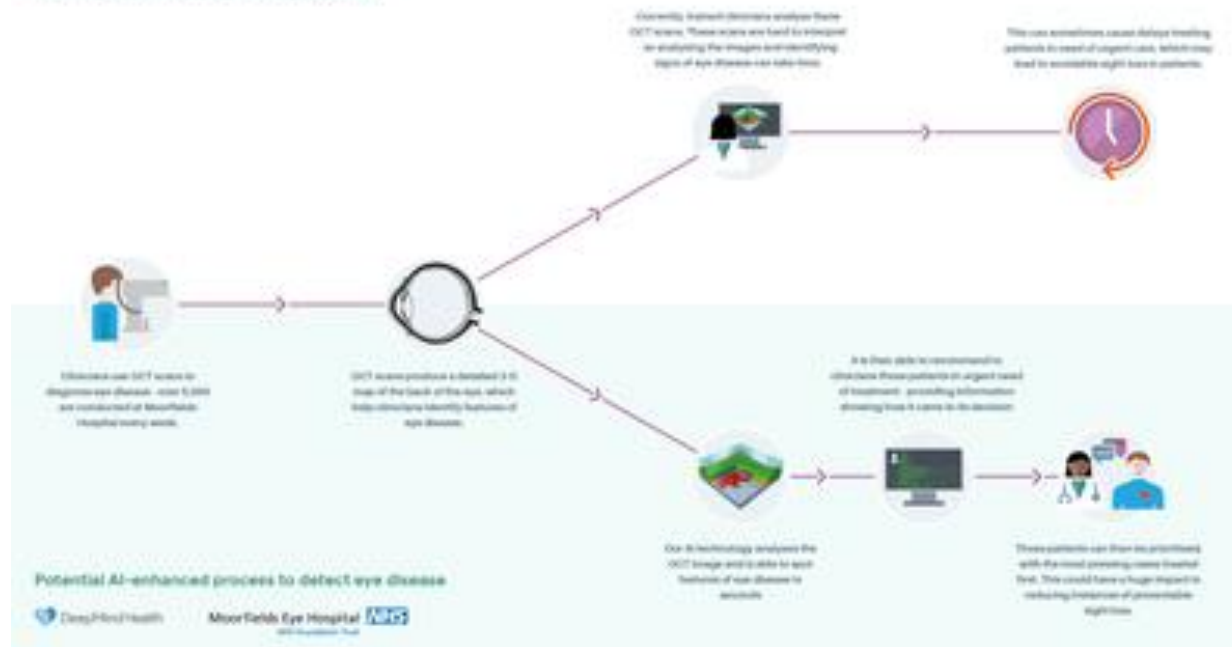 Currently, trained clinicians analyse these
OCT scans. These scans are hard to interpret
so analysing the images and identifying
signs of eye disease can take time.
This can sometimes cause delays treating
patients in need of urgent care, which may
lead to avoidable sight loss in patients.
Clinicians use OCT scans to
diagnose eye disease - over 5,000
are conducted at Moorfields
Hospital every week.
OCT scans produce a detailed 3-D
map of the back of the eye, which
help clinicians identify features of
eye disease.
It is then able to recommend to
clinicians those patients in urgent need
of treatment - providing information
showing how it came to its decision.
Our AI technology analyses the
OCT image and is able to spot
features of eye disease in
seconds
Those patients can then be prioritised,
with the most pressing cases treated
first. This could have a huge impact in
reducing instances of preventable
sight loss.
Potential AI-enhanced process to detect eye disease
DeepMind Health
Moorfields Eye Hospital NHS
NHS Foundation Trust